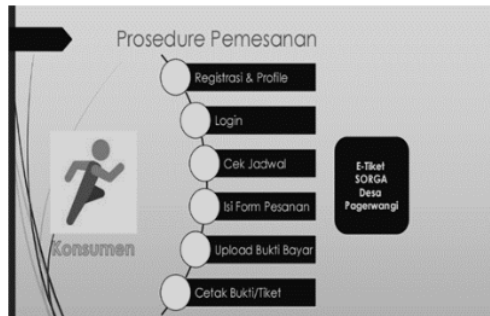 Prosedure Pemesanan
Registrasi & Profile
Login
Cek Jadwal
Isi Form Pesanan
Upload Bukti Bayar
Cetak Bukti/Tiket
Konsumen
E-Tiket
SORGA
Desa
Pagerwangi